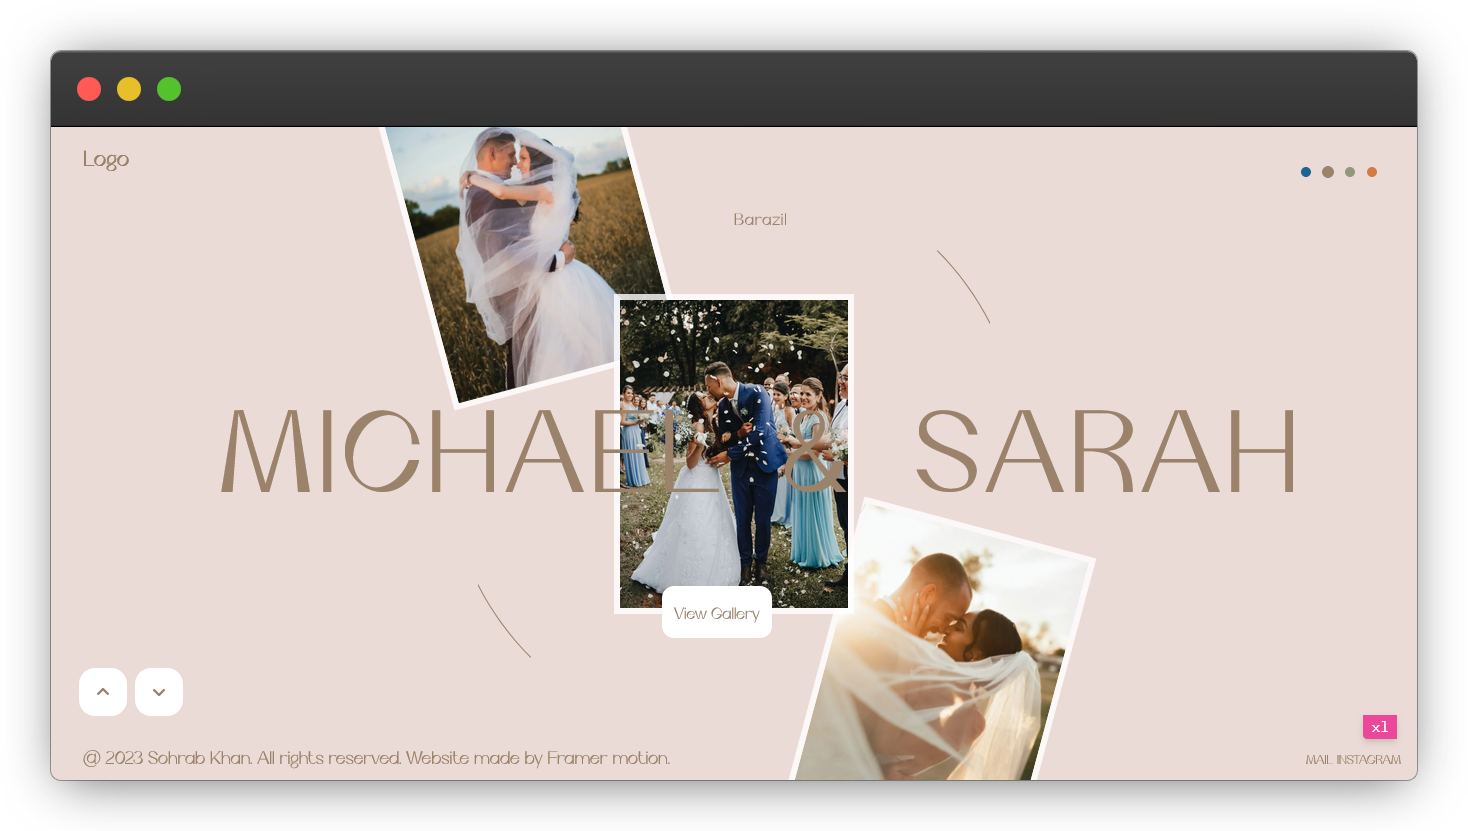 Logo
Barazil
MICHAEL & SARAH
View Gallery
xl
@ 2023 Sohrab Khan. All rights reserved. Website made by Framer motion.
MAIL INSTAGRAM